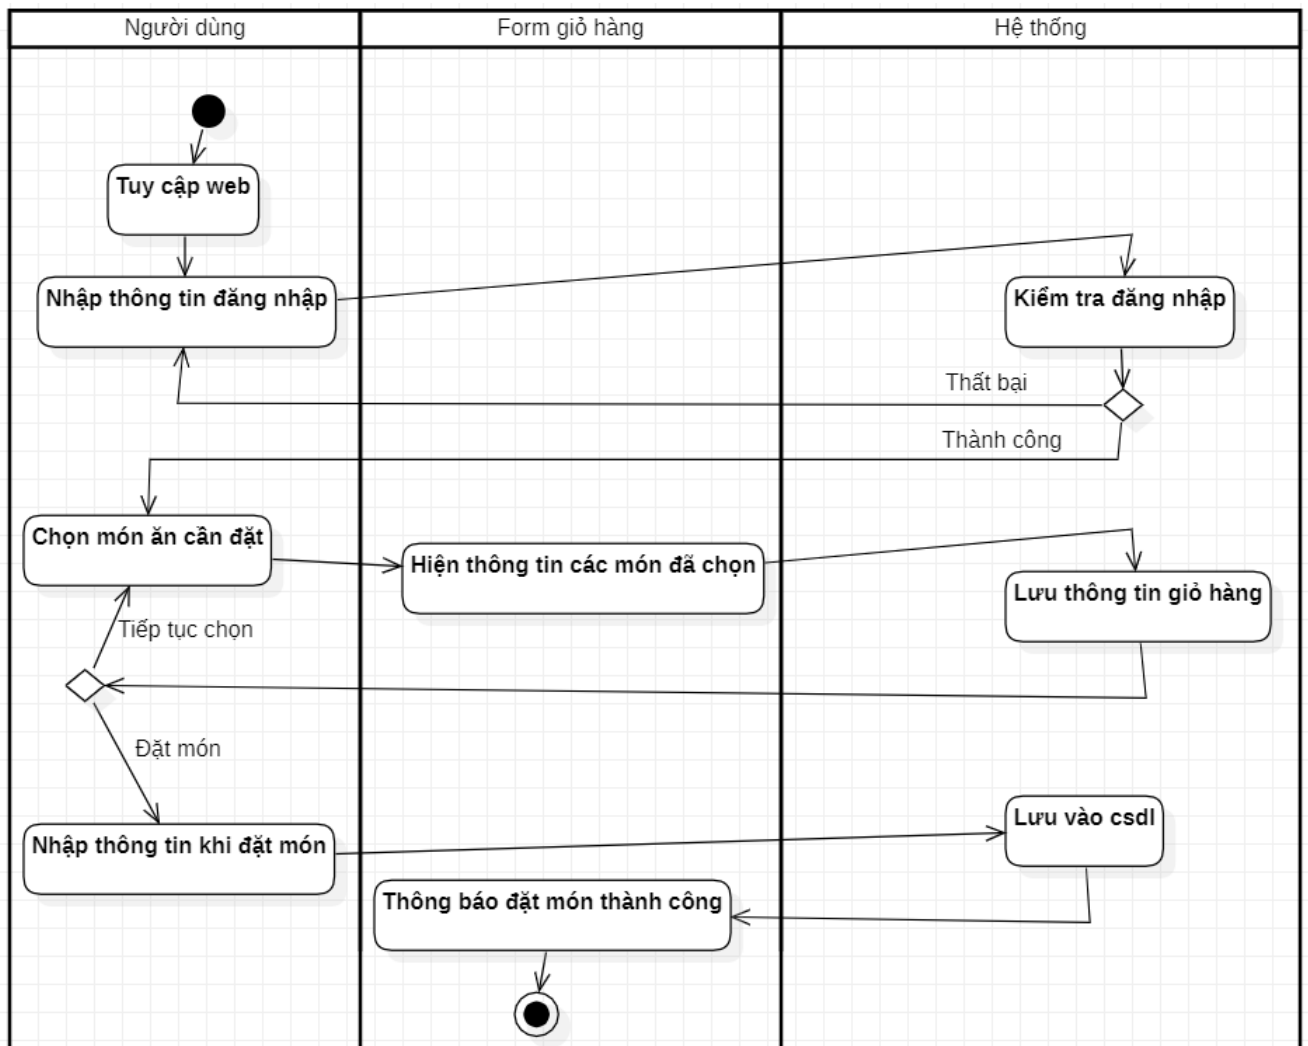 Người dùng
Form giỏ hàng
Hệ thống
Tuy cập web
Nhập thông tin đăng nhập
Kiểm tra đăng nhập
Thất bại
Thành công
Chọn món ăn cần đặt
Hiện thông tin các món đã chọn
Lưu thông tin giỏ hàng
Tiếp tục chọn
Đặt món
Nhập thông tin khi đặt món
Lưu vào csdl
Thông báo đặt món thành công